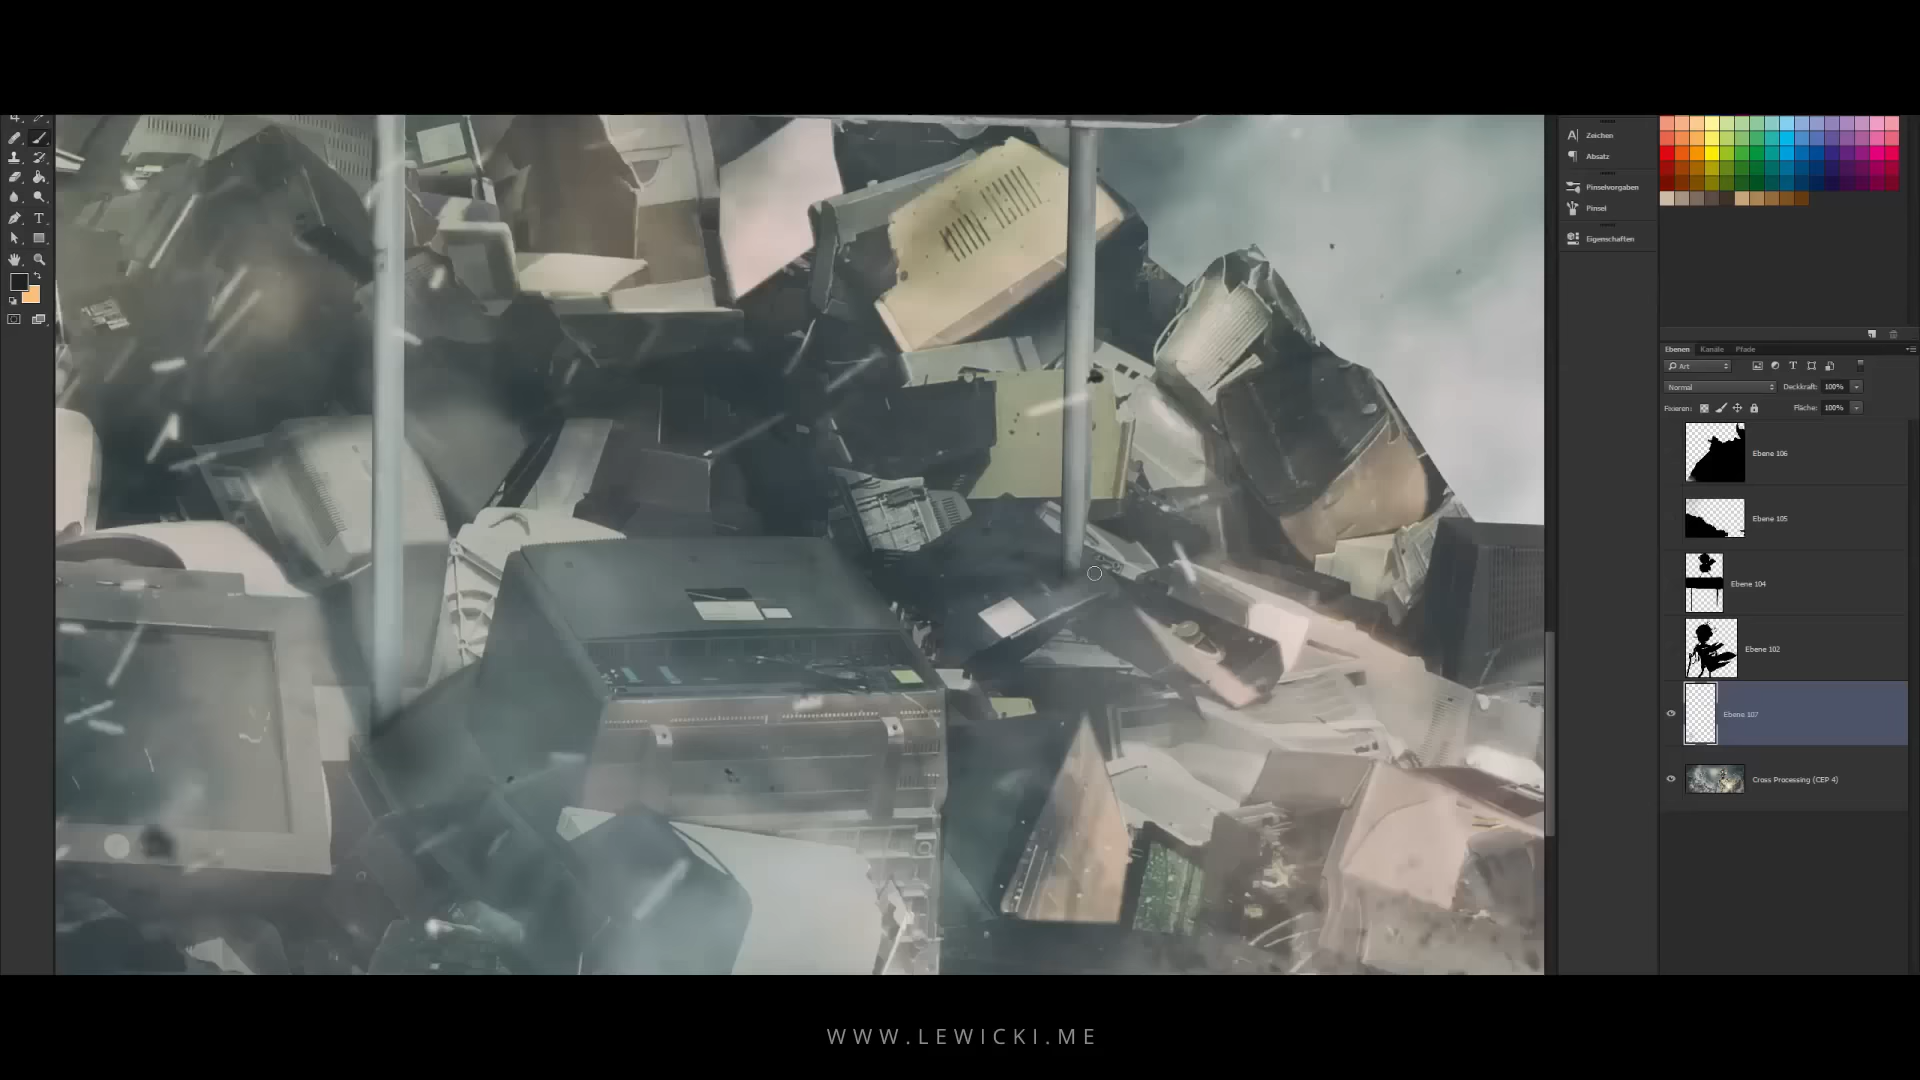 Zeichen
Absatz
Pinselvorgaben
Pinsel
Eigenschaften
Ebenen Kanäle Pfade
Art
Normal Deckkraft: 100%
Fixieren: Fläche: 100%
Ebene 106
Ebene 105
Ebene 104
Ebene 102
Ebene 107
Cross Processing (CEP 4)
WWW.LEWICKI.ME